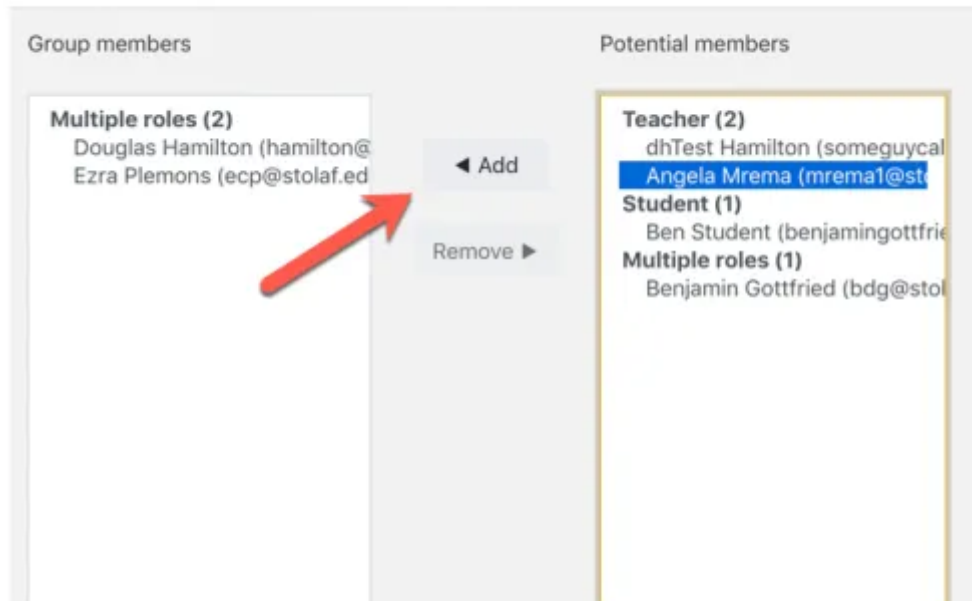 Group members
Multiple roles (2)
Douglas Hamilton (hamilton@
Ezra Plemons (ecp@stolaf.ed
◄ Add
Remove ►
Potential members
Teacher (2)
dhTest Hamilton (someguycal
Angela Mrema (mrema1@sto
Student (1)
Ben Student (benjamingottfrie
Multiple roles (1)
Benjamin Gottfried (bdg@stol